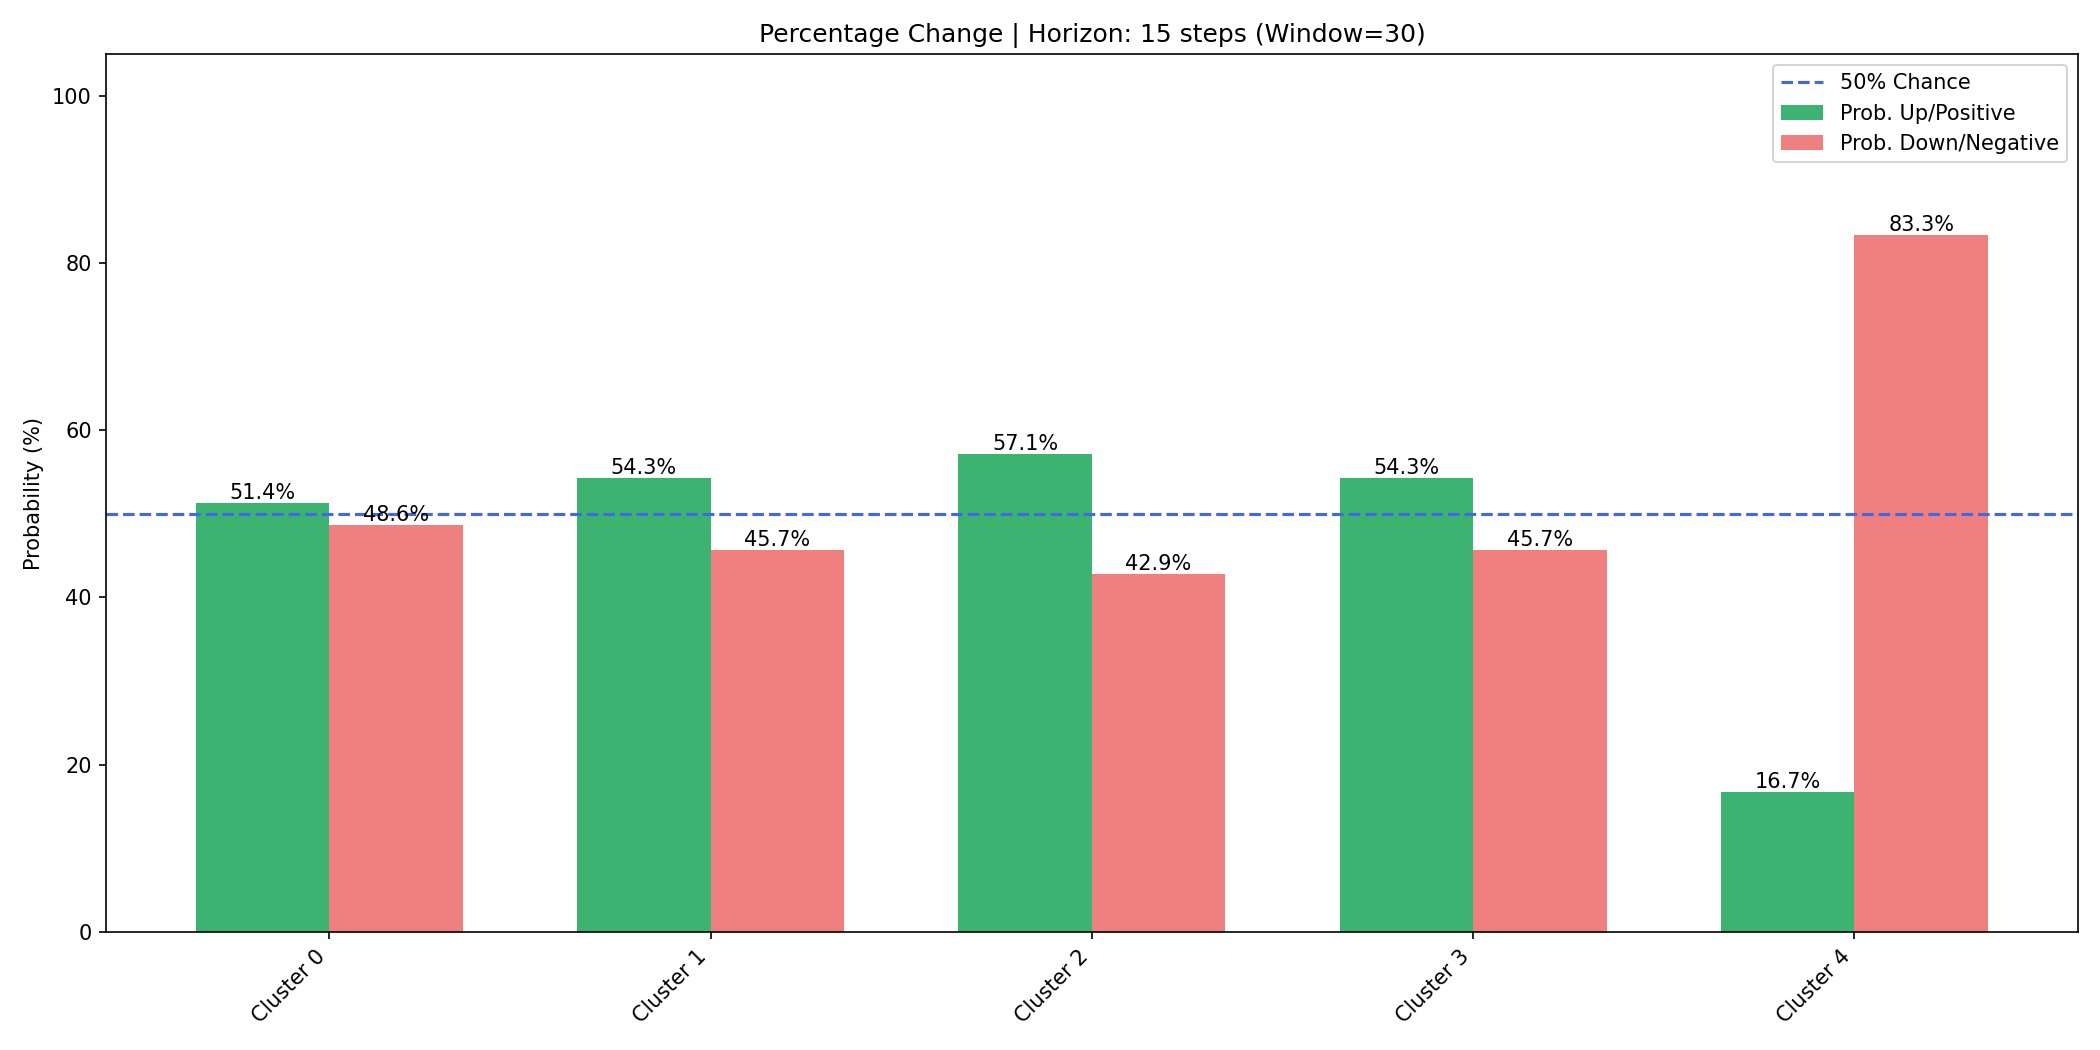 Percentage Change | Horizon: 15 steps (Window=30)
50% Chance
Prob. Up/Positive
Prob. Down/Negative
Probability (%)
100
80
60
40
20
0
51.4%
48.6%
54.3%
45.7%
57.1%
42.9%
54.3%
45.7%
16.7%
83.3%
Cluster 0
Cluster 1
Cluster 2
Cluster 3
Cluster 4